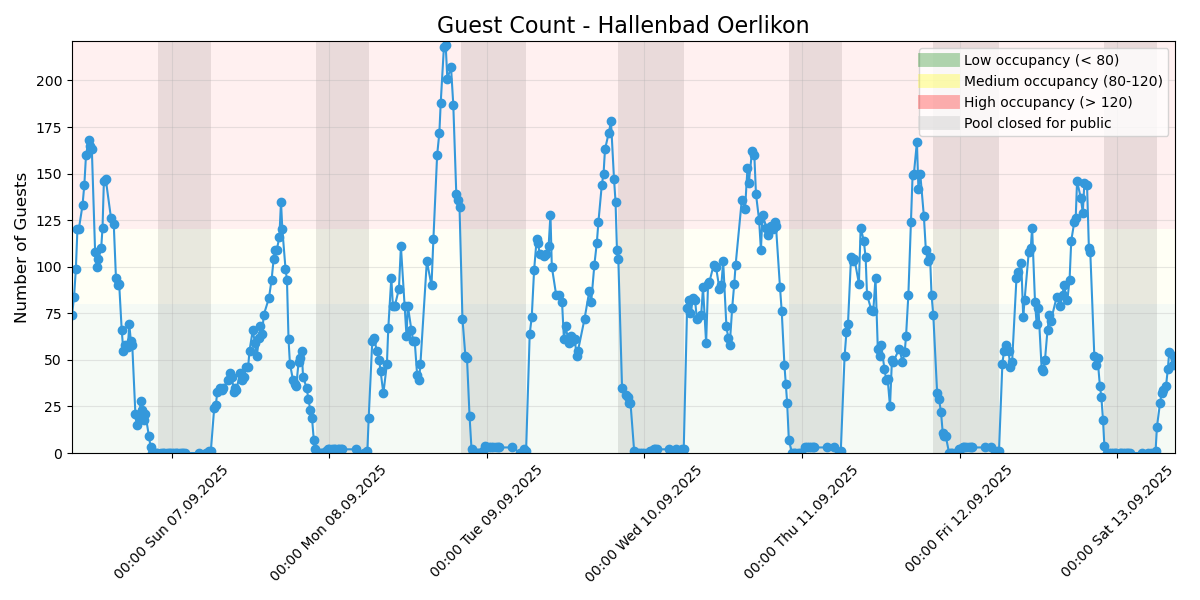 Guest Count - Hallenbad Oerlikon
Number of Guests
200
175
150
125
100
75
50
25
0
Low occupancy (< 80)
Medium occupancy (80-120)
High occupancy (> 120)
Pool closed for public
00:00 Sun 07.09.2025
00:00 Mon 08.09.2025
00:00 Tue 09.09.2025
00:00 Wed 10.09.2025
00:00 Thu 11.09.2025
00:00 Fri 12.09.2025
00:00 Sat 13.09.2025